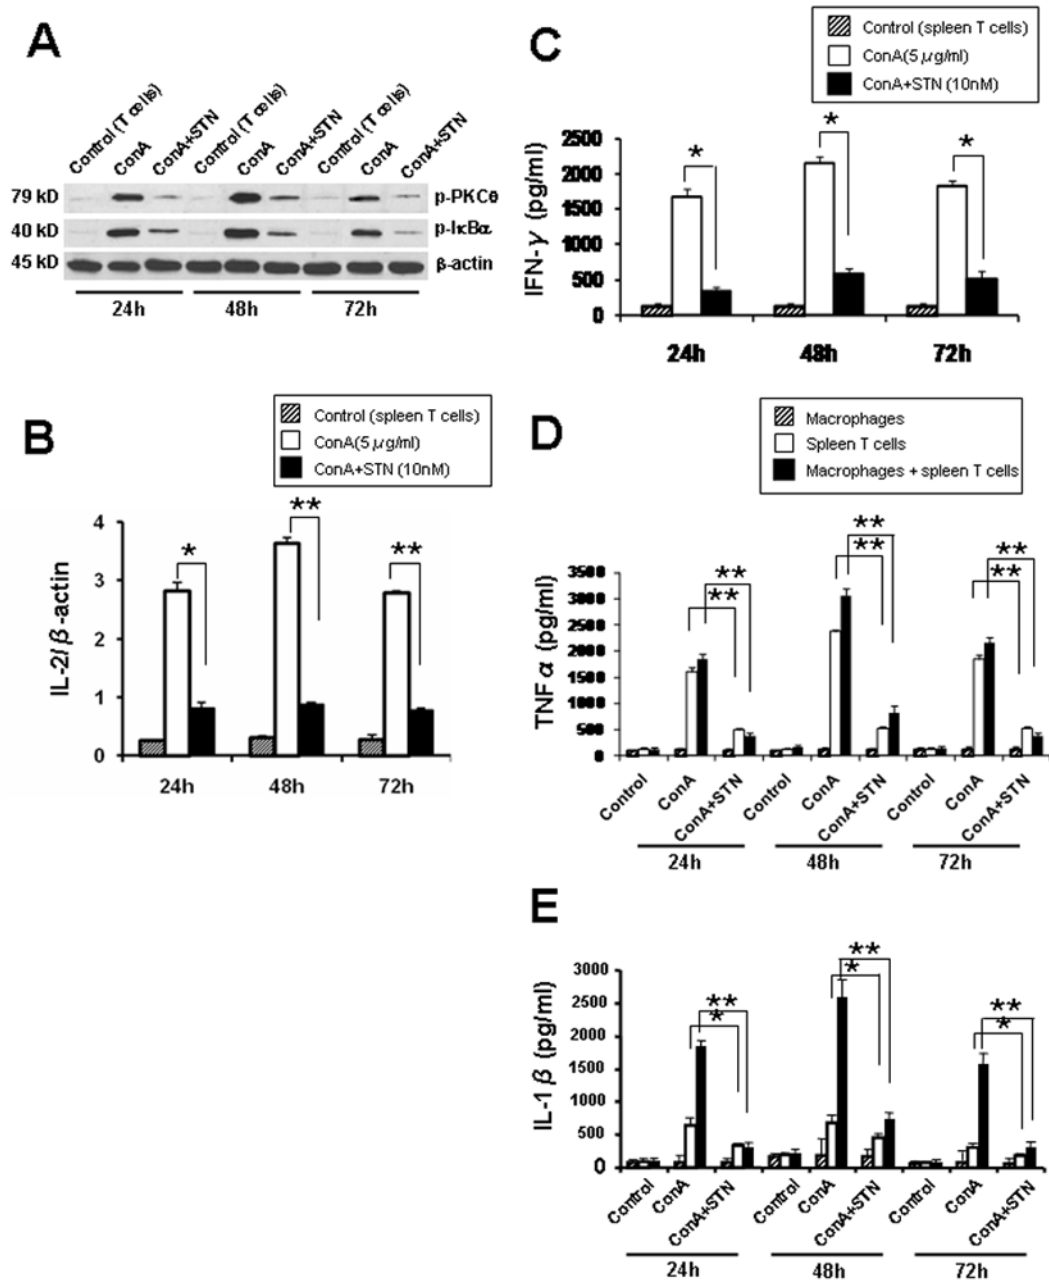 A
Control (T cells)
ConA
ConA+STN
Control (T cells)
ConA
ConA+STN
Control (T cells)
ConA
ConA+STN
79 kD
p-PKCθ
40 kD
p-IκBα
45 kD
β-actin
24h
48h
72h
B
Control (spleen T cells)
ConA(5 μg/ml)
ConA+STN (10nM)
IL-2/β-actin
4
3
2
1
0
*
**
**
24h
48h
72h
C
Control (spleen T cells)
ConA(5 μg/ml)
ConA+STN (10nM)
IFN-γ (pg/ml)
2500
2000
1500
1000
500
0
*
*
*
24h
48h
72h
D
Macrophages
Spleen T cells
Macrophages + spleen T cells
TNFα (pg/ml)
3500
3000
2500
2000
1500
1000
500
0
**
**
**
**
**
**
Control
ConA
ConA+STN
Control
ConA
ConA+STN
Control
ConA
ConA+STN
24h
48h
72h
E
IL-1β (pg/ml)
3000
2500
2000
1500
1000
500
0
**
*
**
*
**
*
Control
ConA
ConA+STN
Control
ConA
ConA+STN
Control
ConA
ConA+STN
24h
48h
72h